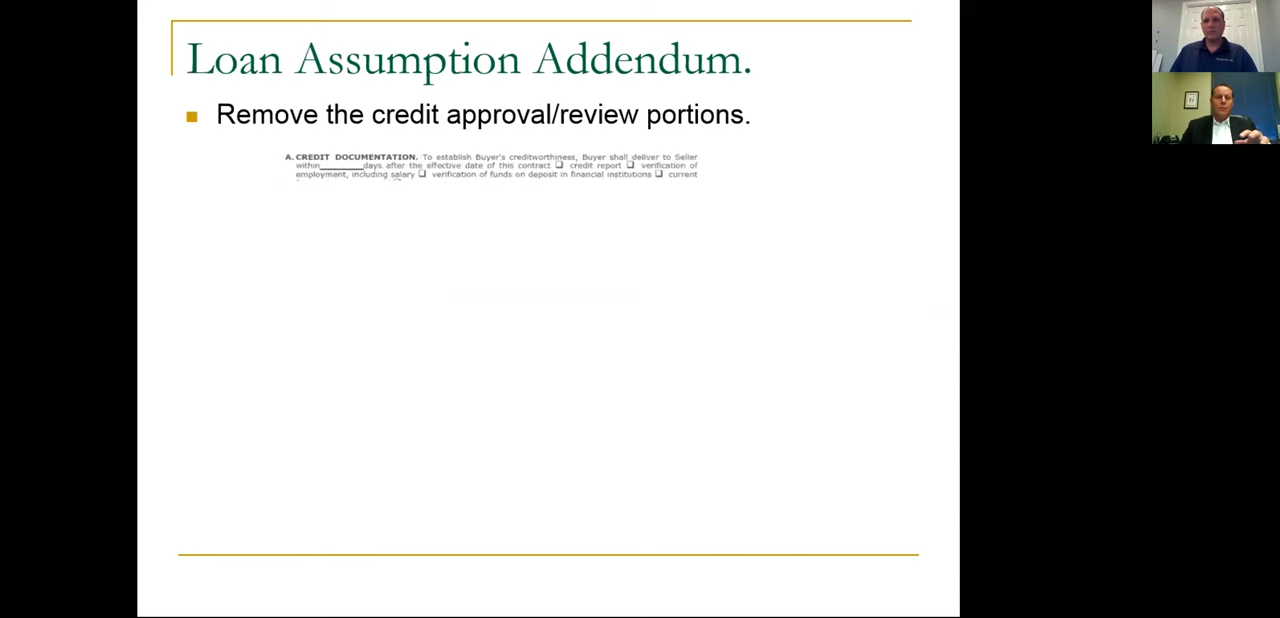 Loan Assumption Addendum.
Remove the credit approval/review portions.
A. CREDIT DOCUMENTATION. To establish Buyer's creditworthiness, Buyer shall deliver to Seller
within________days after the effective date of this contract ❑ credit report ❑ verification of
employment, including salary ❑ verification of funds on deposit in financial institutions ❑ current